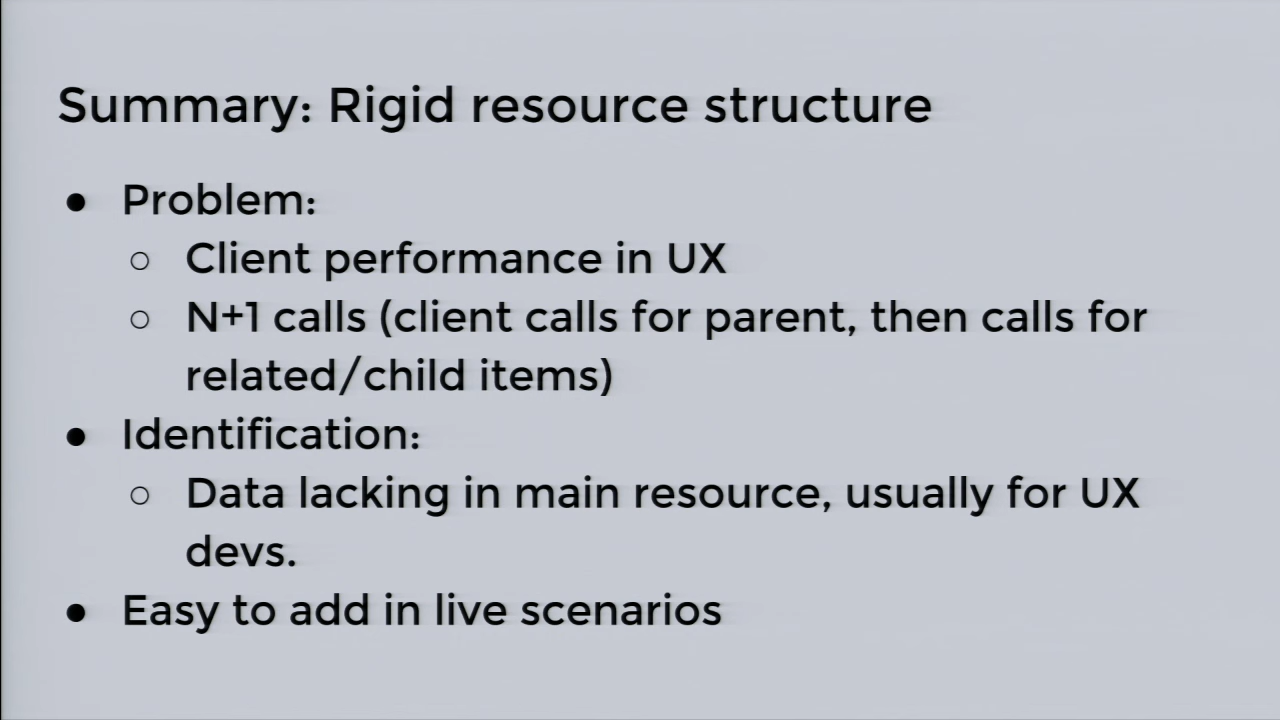 Summary: Rigid resource structure
● Problem:
○ Client performance in UX
○ N+1 calls (client calls for parent, then calls for
related/child items)
● Identification:
○ Data lacking in main resource, usually for UX
devs.
● Easy to add in live scenarios